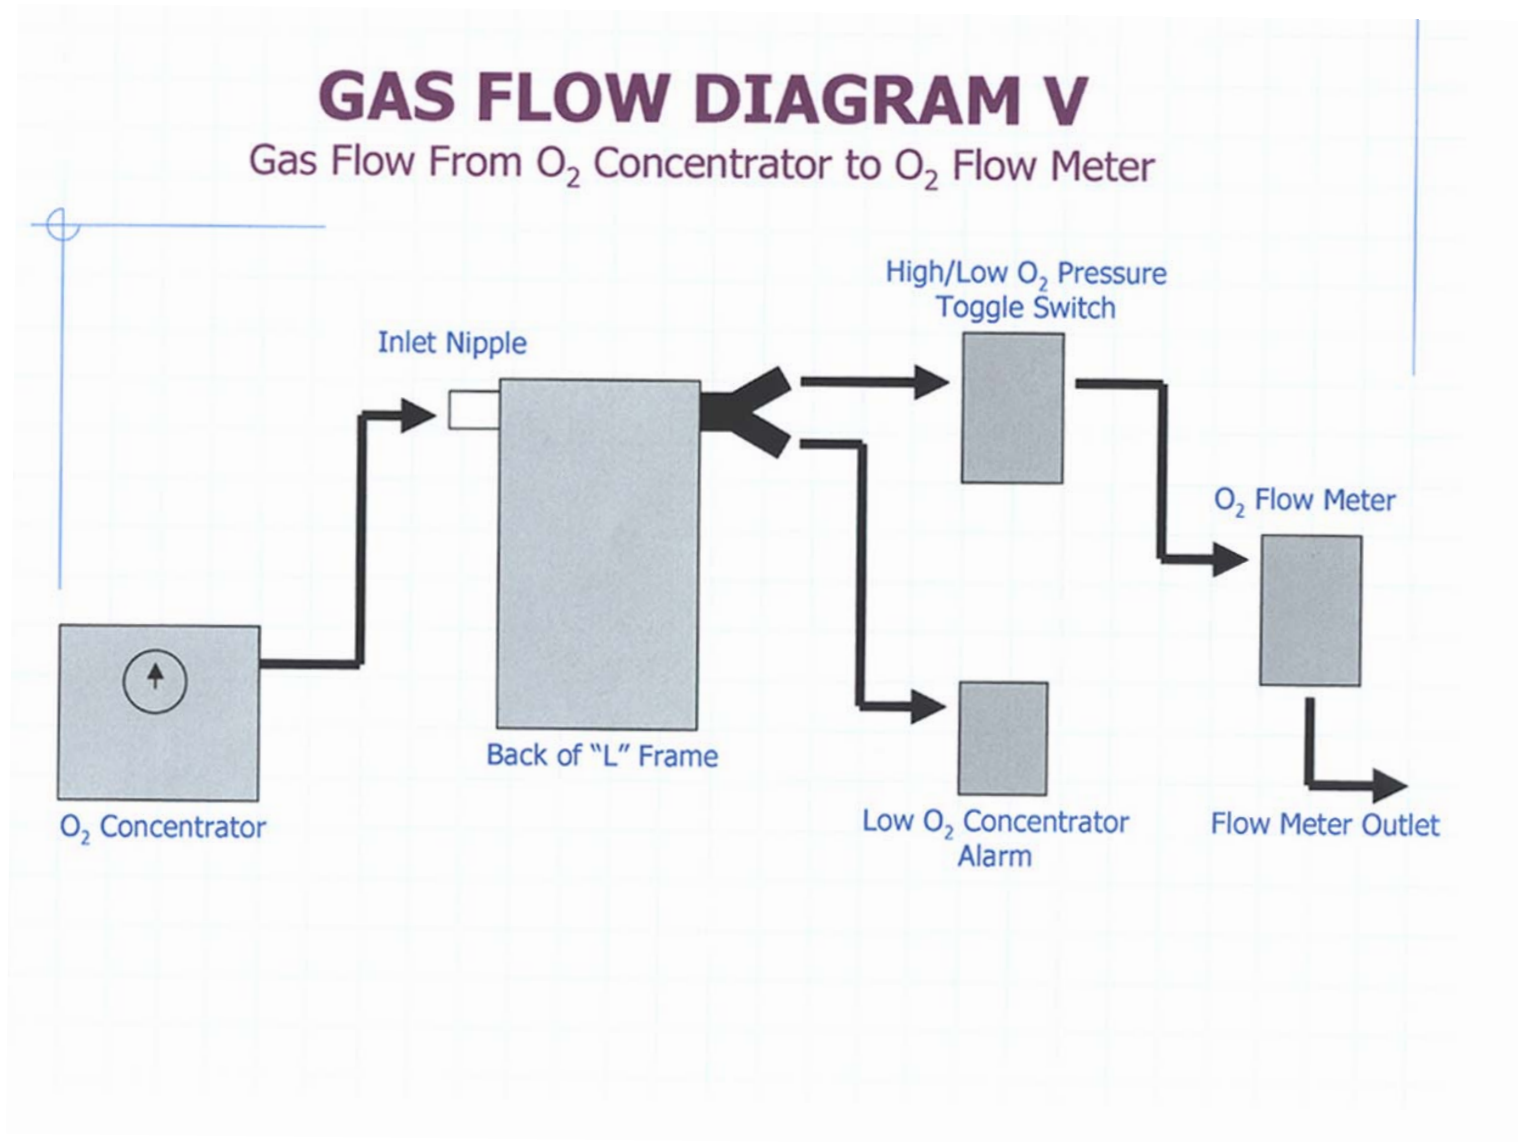 GAS FLOW DIAGRAM V
Gas Flow From O₂ Concentrator to O₂ Flow Meter
High/Low O₂ Pressure
Toggle Switch
Inlet Nipple
O₂ Flow Meter
Back of “L” Frame
O₂ Concentrator
Low O₂ Concentrator
Alarm
Flow Meter Outlet